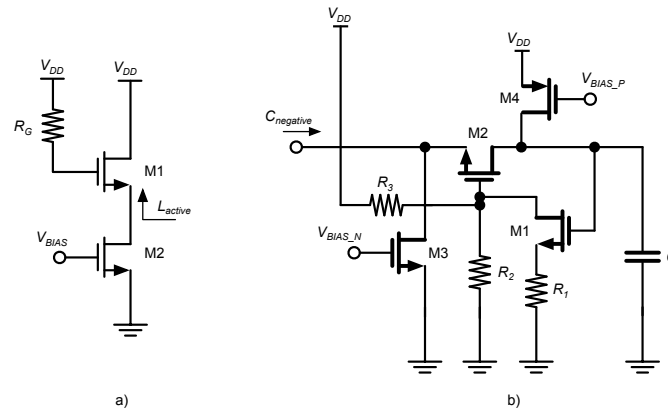 V_DD V_DD
R_G
M1
L_active
V_BIAS
M2
a)
V_DD
V_DD
V_BIAS_P
M4
C_negative
M2
R_3
V_BIAS_N
M3
M1
R_2
R_1
b)